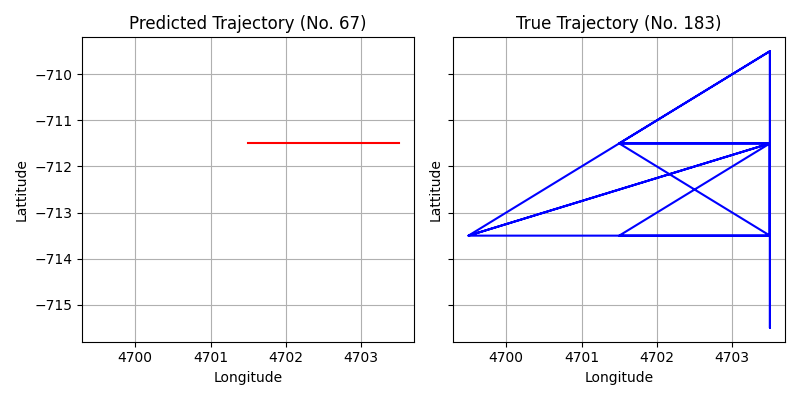 Predicted Trajectory (No. 67)
True Trajectory (No. 183)
Lattitude
−710
−711
−712
−713
−714
−715
4700
4701
4702
4703
Longitude
Lattitude
4700
4701
4702
4703
Longitude